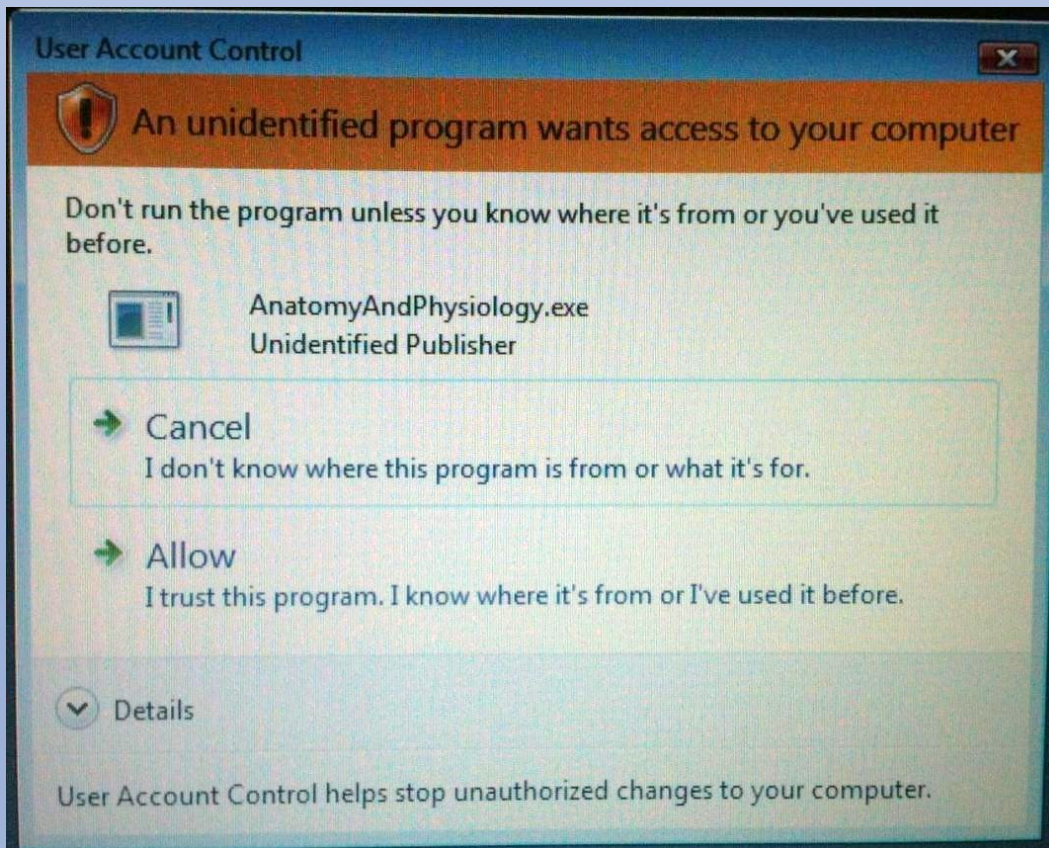 User Account Control
An unidentified program wants access to your computer
Don't run the program unless you know where it's from or you've used it
before.
AnatomyAndPhysiology.exe
Unidentified Publisher
Cancel
I don't know where this program is from or what it's for.
Allow
I trust this program. I know where it's from or I've used it before.
Details
User Account Control helps stop unauthorized changes to your computer.